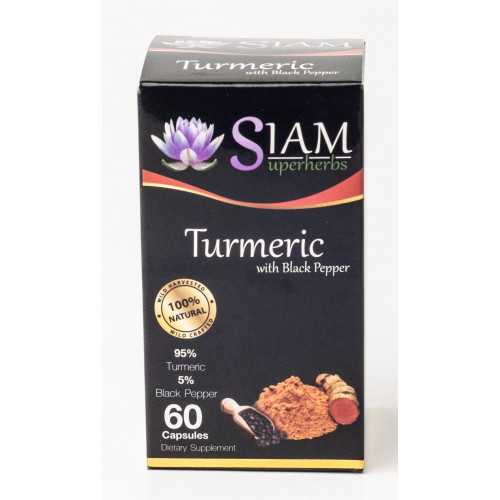 SIAM
Turmeric
with Black Pepper
SIAM
uperherbs
Turmeric
with Black Pepper
WILD HARVESTED
100%
NATURAL
WILD CRAFTED
95%
Turmeric
5%
Black Pepper
60
Capsules
Dietary Supplement